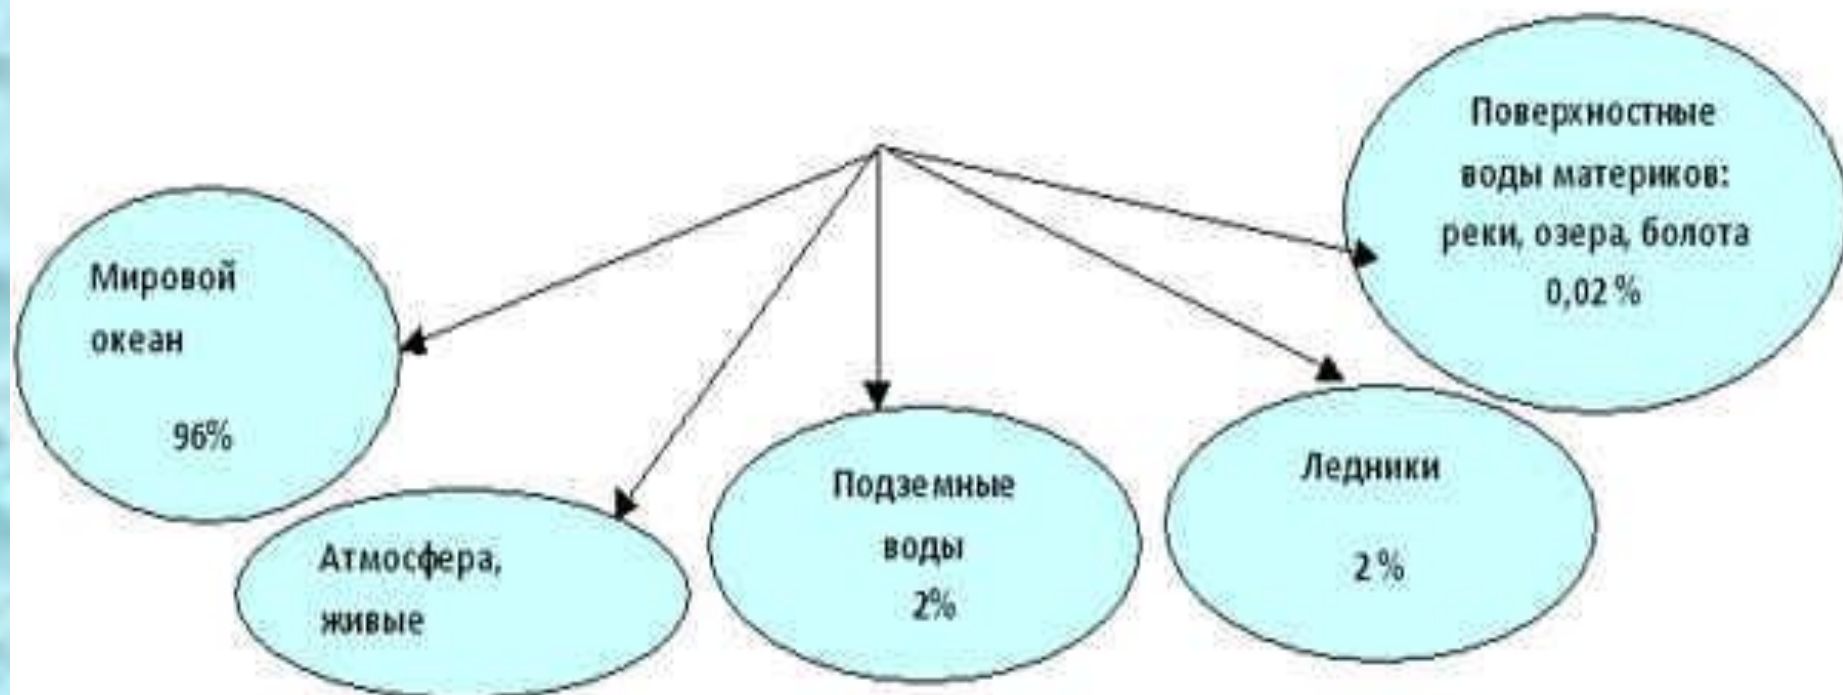 Мировой
океан
96%
Атмосфера,
живые
Подземные
воды
2%
Ледники
2%
Поверхностные
воды материков:
реки, озера, болота
0,02%